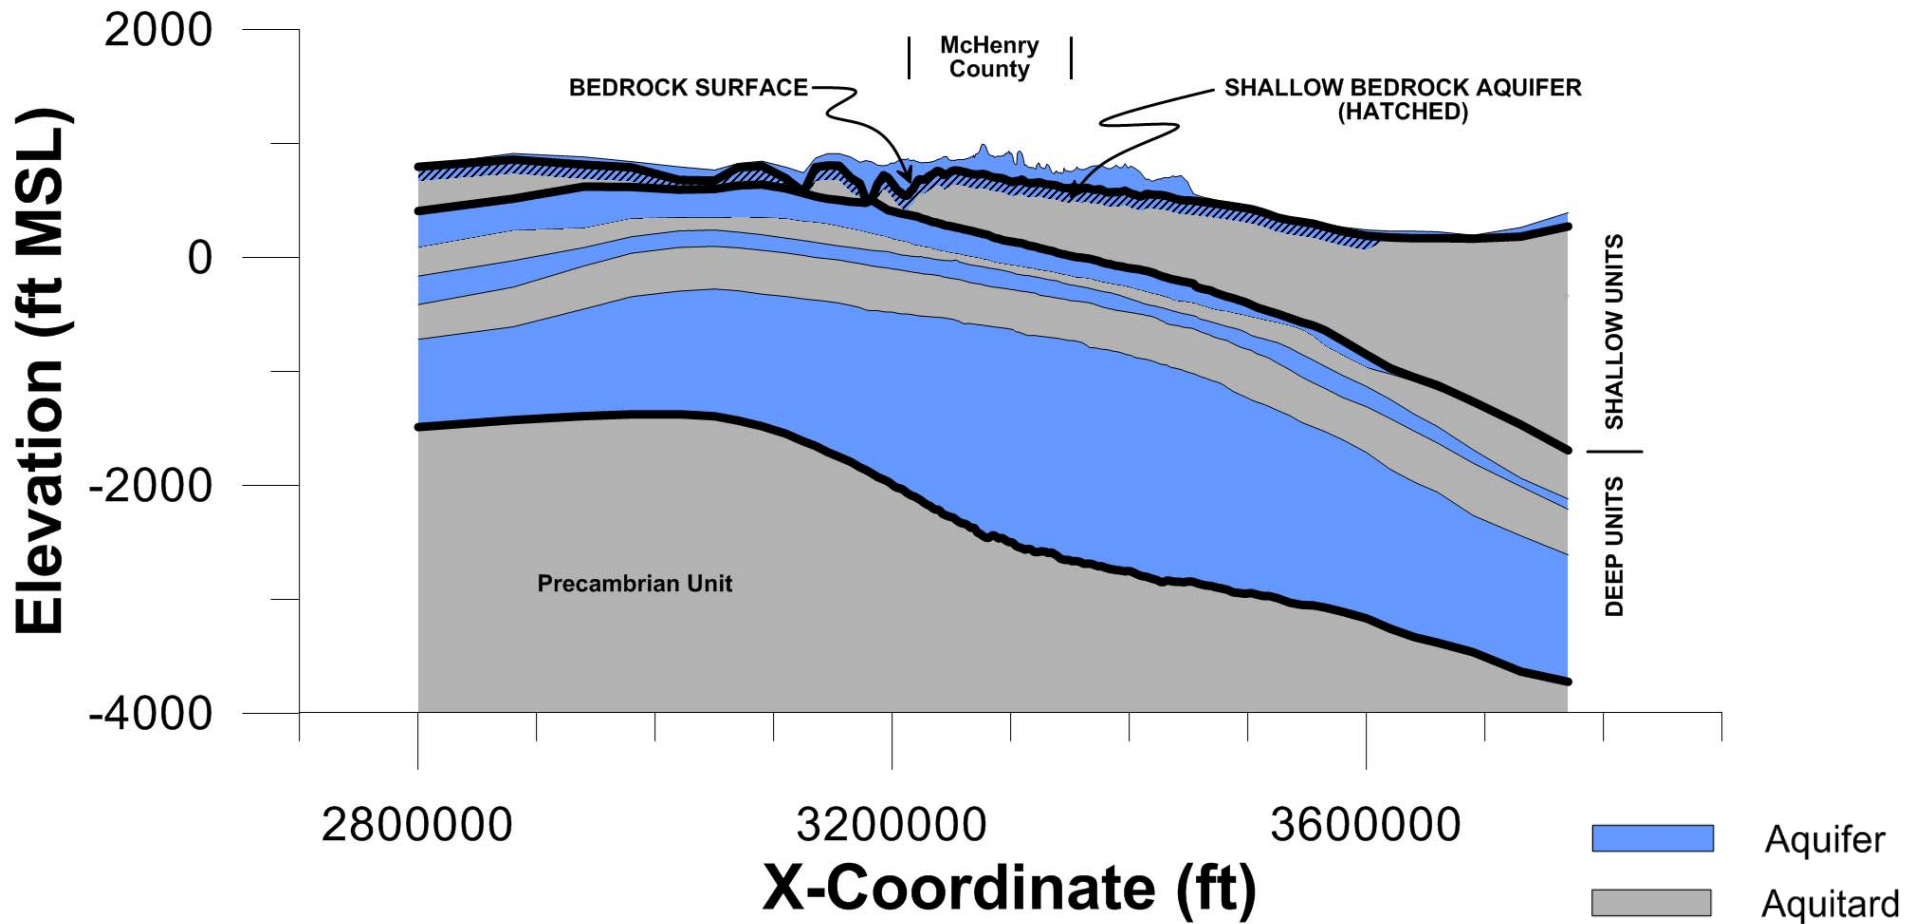 2000
McHenry
County
BEDROCK SURFACE
SHALLOW BEDROCK AQUIFER
(HATCHED)
Elevation (ft MSL)
0
SHALLOW UNITS
-2000
DEEP UNITS
Precambrian Unit
-4000
2800000
3200000
3600000
X-Coordinate (ft)
Aquifer
Aquitard